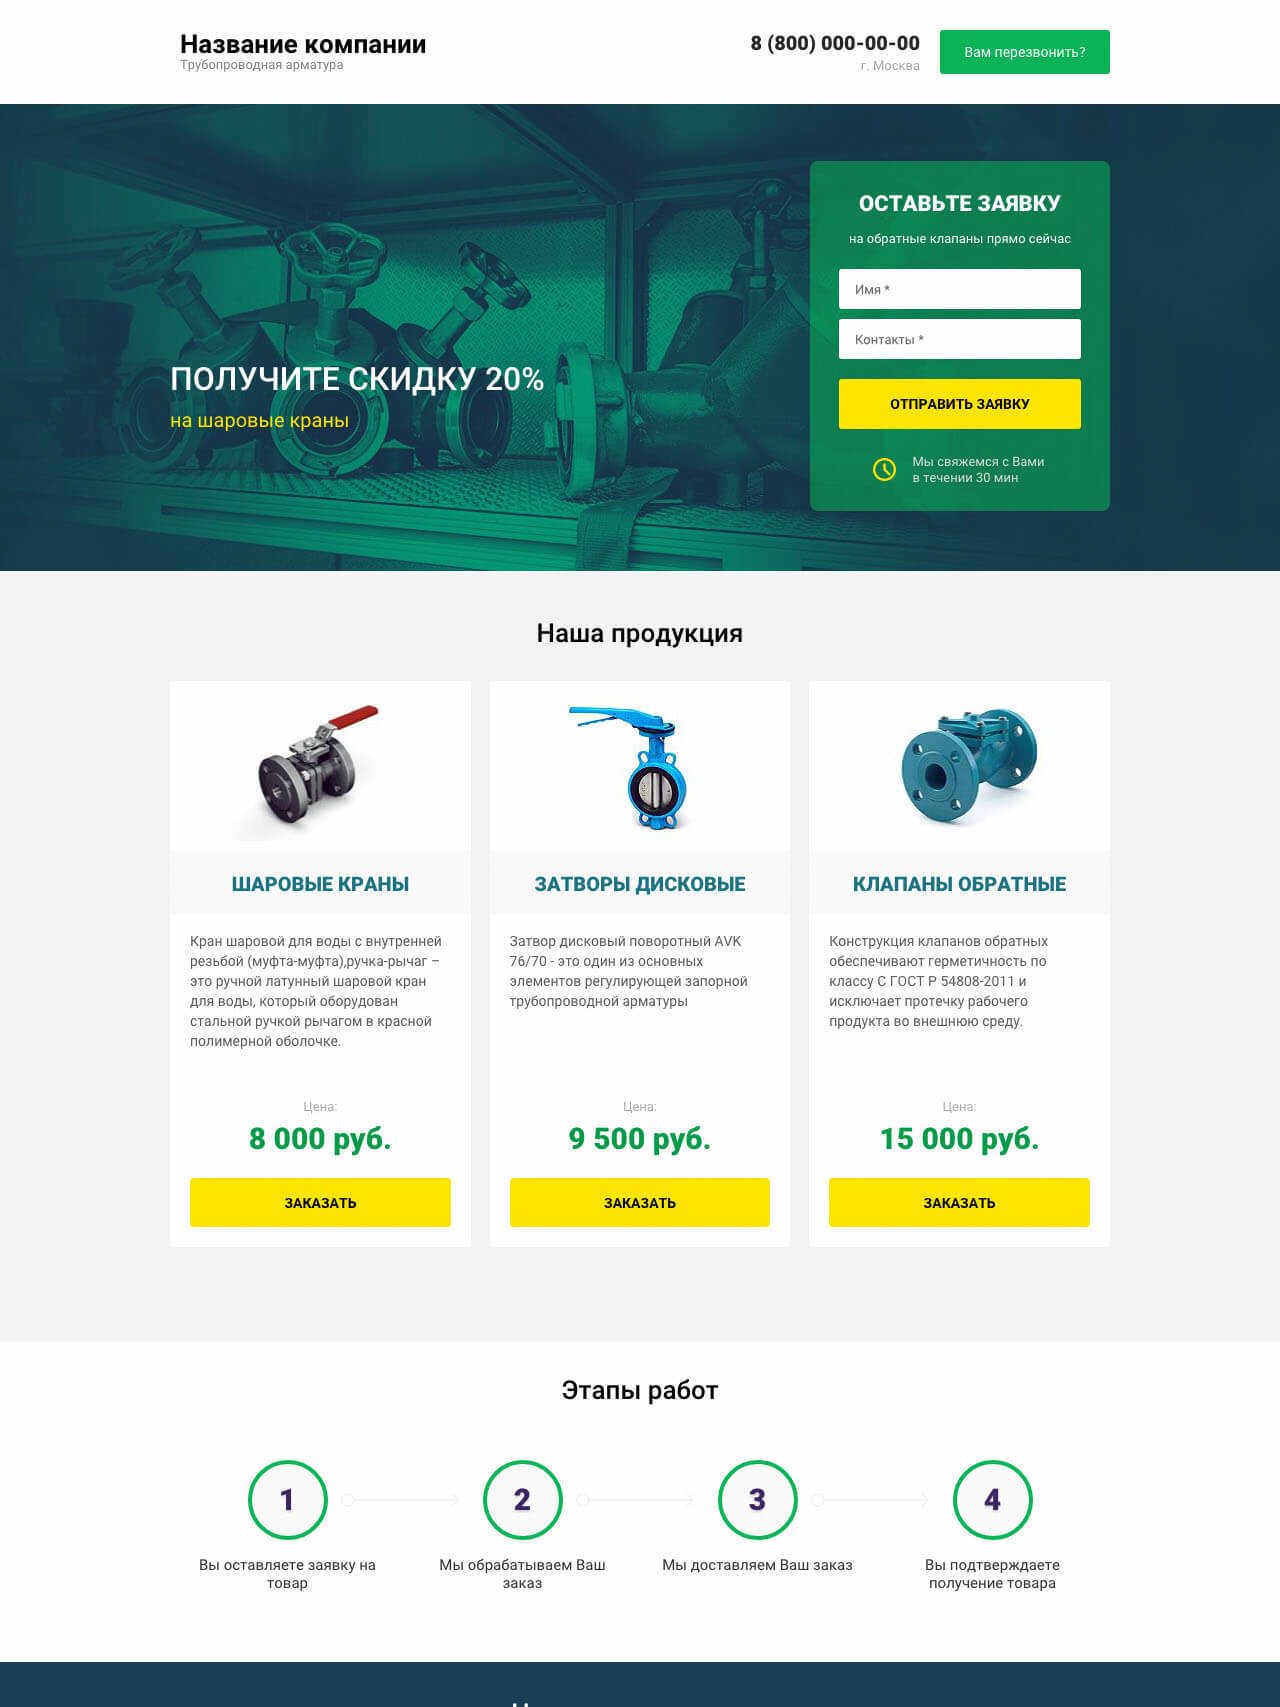 Название компании
Трубопроводная арматура
8 (800) 000-00-00
г. Москва
Вам перезвонить?
ПОЛУЧИТЕ СКИДКУ 20%
на шаровые краны
ОСТАВЬТЕ ЗАЯВКУ
на обратные клапаны прямо сейчас
Имя *
Контакты *
ОТПРАВИТЬ ЗАЯВКУ
Мы свяжемся с Вами
в течении 30 мин
Наша продукция
ШАРОВЫЕ КРАНЫ
Кран шаровой для воды с внутренней
резьбой (муфта-муфта),ручка-рычаг –
это ручной латунный шаровой кран
для воды, который оборудован
стальной ручкой рычагом в красной
полимерной оболочке.
Цена:
8 000 руб.
ЗАКАЗАТЬ
ЗАТВОРЫ ДИСКОВЫЕ
Затвор дисковый поворотный AVK
76/70 - это один из основных
элементов регулирующей запорной
трубопроводной арматуры
Цена:
9 500 руб.
ЗАКАЗАТЬ
КЛАПАНЫ ОБРАТНЫЕ
Конструкция клапанов обратных
обеспечивают герметичность по
классу С ГОСТ Р 54808-2011 и
исключает протечку рабочего
продукта во внешнюю среду.
Цена:
15 000 руб.
ЗАКАЗАТЬ
Этапы работ
1
Вы оставляете заявку на
товар
2
Мы обрабатываем Ваш
заказ
3
Мы доставляем Ваш заказ
4
Вы подтверждаете
получение товара